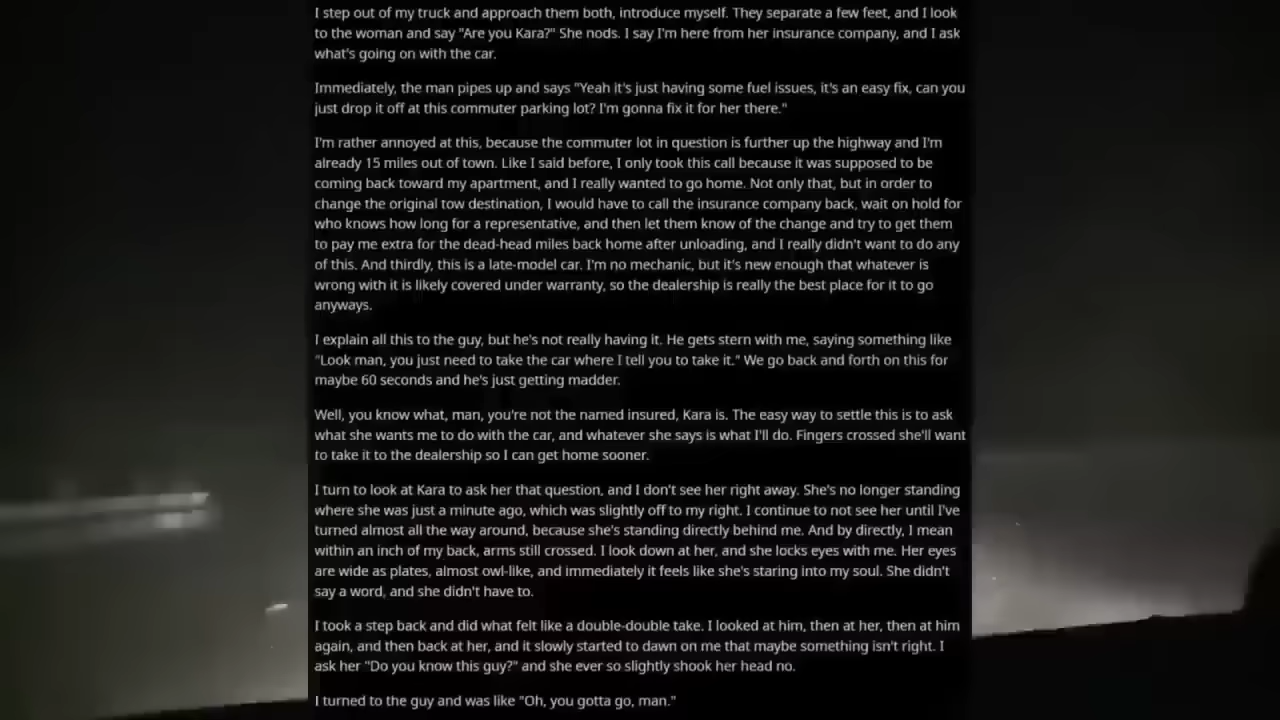 I step out of my truck and approach them both, introduce myself. They separate a few feet, and I look
to the woman and say "Are you Kara?" She nods. I say I'm here from her insurance company, and I ask
what's going on with the car.
Immediately, the man pipes up and says "Yeah it's just having some fuel issues, it's an easy fix, can you
just drop it off at this commuter parking lot? I'm gonna fix it for her there."
I'm rather annoyed at this, because the commuter lot in question is further up the highway and I'm
already 15 miles out of town. Like I said before, I only took this call because it was supposed to be
coming back toward my apartment, and I really wanted to go home. Not only that, but in order to
change the original tow destination, I would have to call the insurance company back, wait on hold for
who knows how long for a representative, and then let them know of the change and try to get them
to pay me extra for the dead-head miles back home after unloading, and I really didn't want to do any
of this. And thirdly, this is a late-model car. I'm no mechanic, but it's new enough that whatever is
wrong with it is likely covered under warranty, so the dealership is really the best place for it to go
anyways.
I explain all this to the guy, but he's not really having it. He gets stern with me, saying something like
"Look man, you just need to take the car where I tell you to take it." We go back and forth on this for
maybe 60 seconds and he's just getting madder.
Well, you know what, man, you're not the named insured, Kara is. The easy way to settle this is to ask
what she wants me to do with the car, and whatever she says is what I'll do. Fingers crossed she'll want
to take it to the dealership so I can get home sooner.
I turn to look at Kara to ask her that question, and I don't see her right away. She's no longer standing
where she was just a minute ago, which was slightly off to my right. I continue to not see her until I've
turned almost all the way around, because she's standing directly behind me. And by directly, I mean
within an inch of my back, arms still crossed. I look down at her, and she locks eyes with me. Her eyes
are wide as plates, almost owl-like, and immediately it feels like she's staring into my soul. She didn't
say a word, and she didn't have to.
I took a step back and did what felt like a double-double take. I looked at him, then at her, then at him
again, and then back at her, and it slowly started to dawn on me that maybe something isn't right. I
ask her "Do you know this guy?" and she ever so slightly shook her head no.
I turned to the guy and was like "Oh, you gotta go, man."